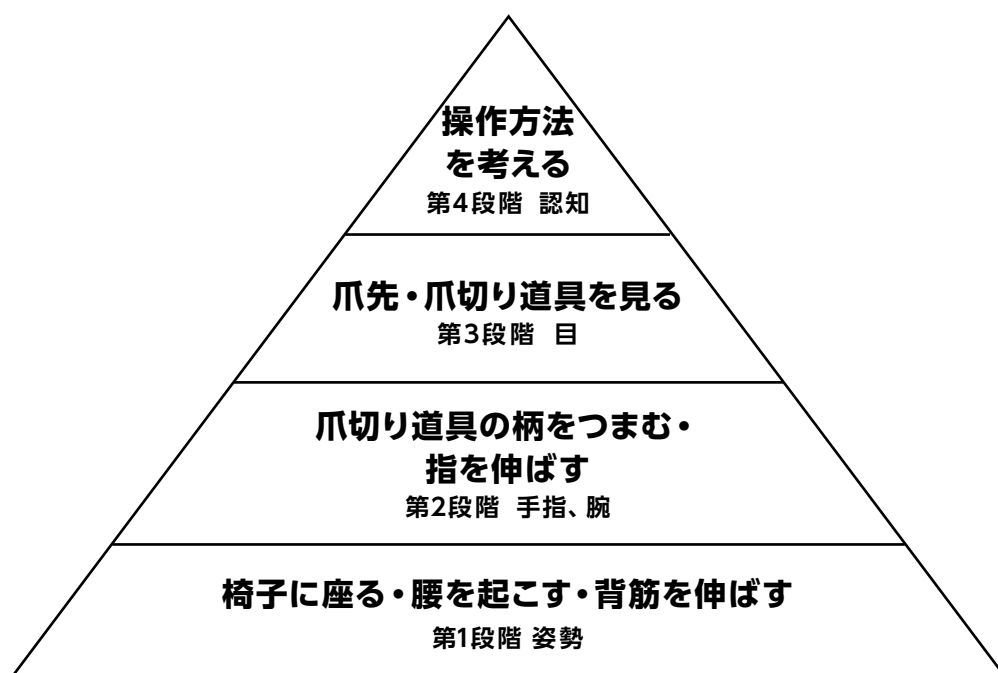 操作方法
を考える
第4段階 認知
爪先・爪切り道具を見る
第3段階 目
爪切り道具の柄をつまむ・
指を伸ばす
第2段階 手指、腕
椅子に座る・腰を起こす・背筋を伸ばす
第1段階 姿勢